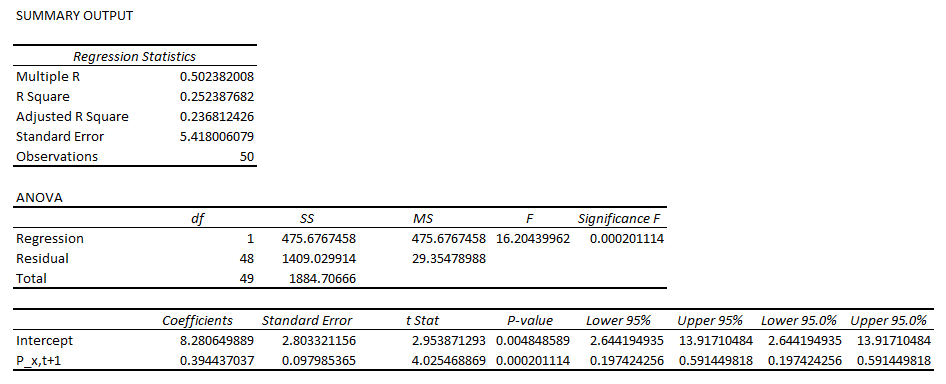 SUMMARY OUTPUT
Regression Statistics
Multiple R 0.502382008
R Square 0.252387682
Adjusted R Square 0.236812426
Standard Error 5.418006079
Observations 50
ANOVA
df SS MS F Significance F
Regression 1 475.6767458 475.6767458 16.20439962 0.000201114
Residual 48 1409.029914 29.35478988
Total 49 1884.70666
Coefficients Standard Error t Stat P-value Lower 95% Upper 95% Lower 95.0% Upper 95.0%
Intercept 8.280649889 2.803321156 2.953871293 0.004848589 2.644194935 13.91710484 2.644194935 13.91710484
P_x,t+1 0.394437037 0.097985365 4.025468869 0.000201114 0.197424256 0.591449818 0.197424256 0.591449818